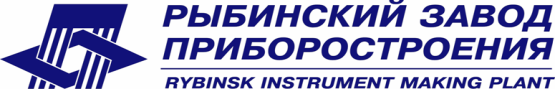 РЫБИНСКИЙ ЗАВОД
ПРИБОРОСТРОЕНИЯ
RYBINSK INSTRUMENT MAKING PLANT